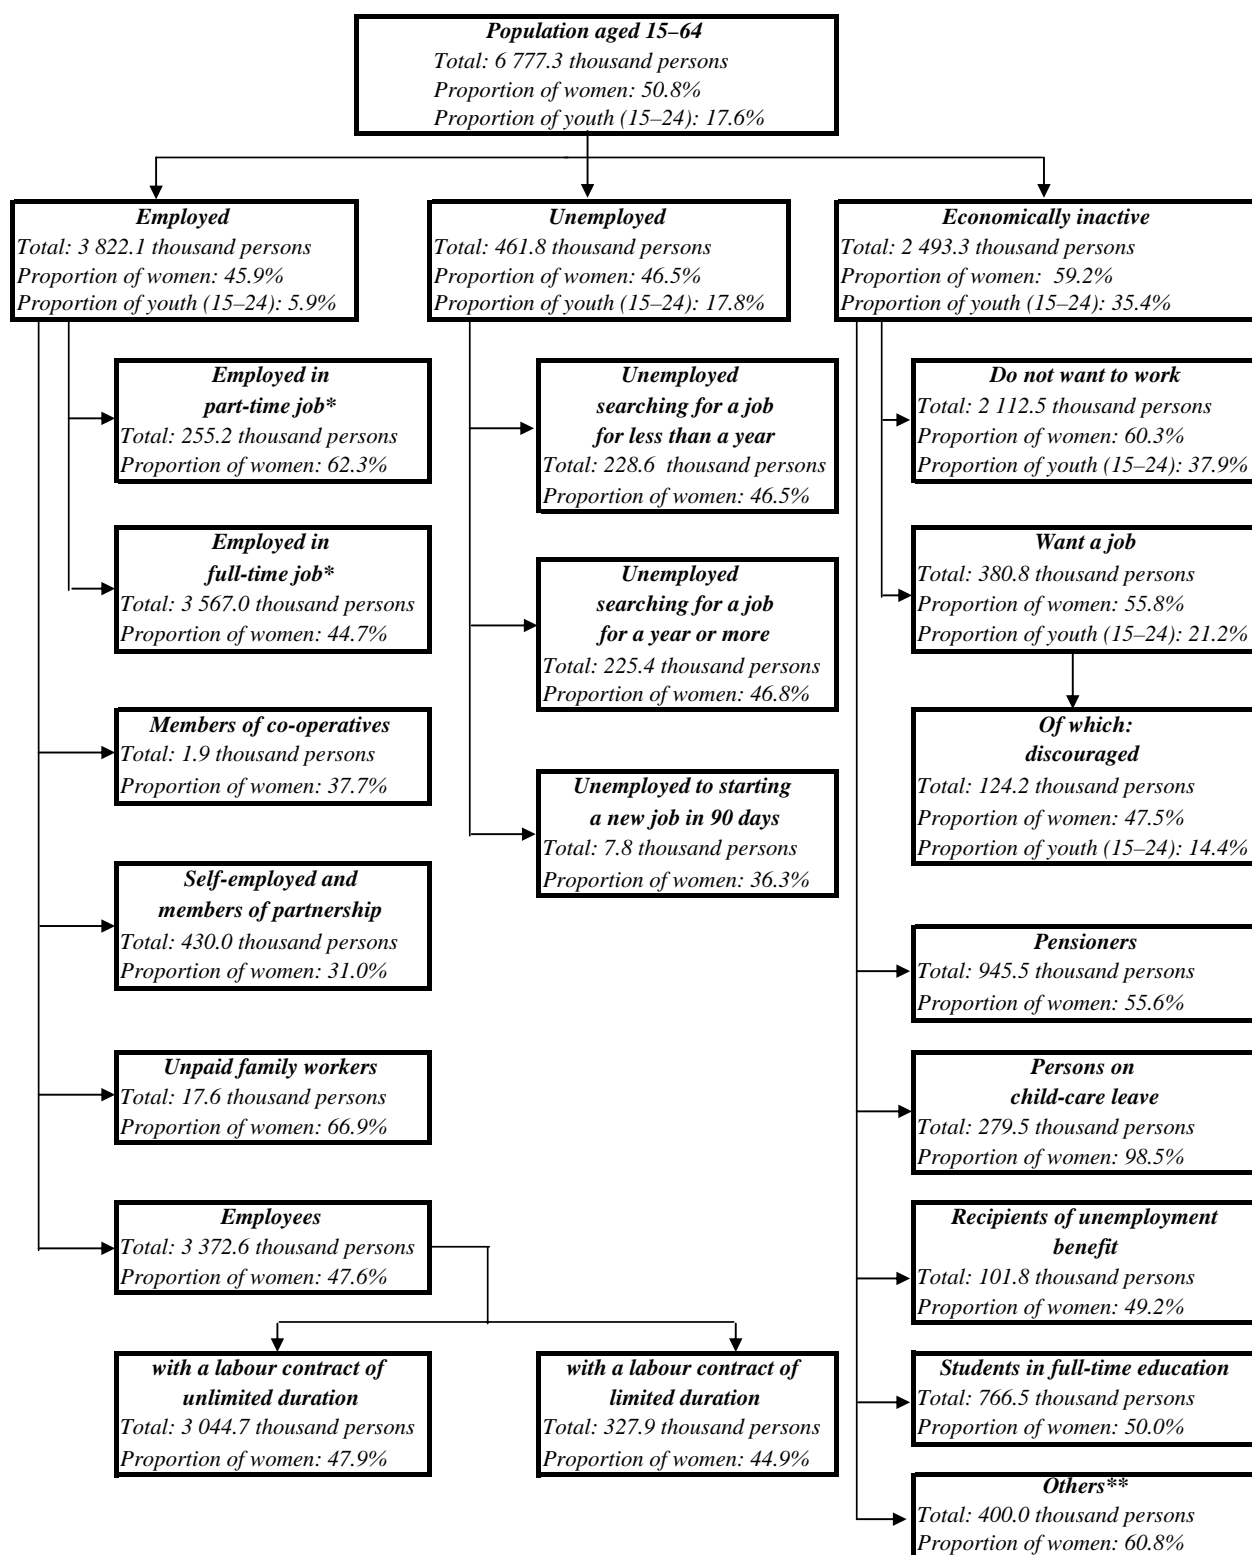 Population aged 15–64
Total: 6 777.3 thousand persons
Proportion of women: 50.8%
Proportion of youth (15–24): 17.6%
Employed
Total: 3 822.1 thousand persons
Proportion of women: 45.9%
Proportion of youth (15–24): 5.9%
Unemployed
Total: 461.8 thousand persons
Proportion of women: 46.5%
Proportion of youth (15–24): 17.8%
Economically inactive
Total: 2 493.3 thousand persons
Proportion of women: 59.2%
Proportion of youth (15–24): 35.4%
Employed in
part-time job*
Total: 255.2 thousand persons
Proportion of women: 62.3%
Employed in
full-time job*
Total: 3 567.0 thousand persons
Proportion of women: 44.7%
Members of co-operatives
Total: 1.9 thousand persons
Proportion of women: 37.7%
Self-employed and
members of partnership
Total: 430.0 thousand persons
Proportion of women: 31.0%
Unpaid family workers
Total: 17.6 thousand persons
Proportion of women: 66.9%
Employees
Total: 3 372.6 thousand persons
Proportion of women: 47.6%
with a labour contract of
unlimited duration
Total: 3 044.7 thousand persons
Proportion of women: 47.9%
with a labour contract of
limited duration
Total: 327.9 thousand persons
Proportion of women: 44.9%
Unemployed
searching for a job
for less than a year
Total: 228.6 thousand persons
Proportion of women: 46.5%
Unemployed
searching for a job
for a year or more
Total: 225.4 thousand persons
Proportion of women: 46.8%
Unemployed to starting
a new job in 90 days
Total: 7.8 thousand persons
Proportion of women: 36.3%
Do not want to work
Total: 2 112.5 thousand persons
Proportion of women: 60.3%
Proportion of youth (15–24): 37.9%
Want a job
Total: 380.8 thousand persons
Proportion of women: 55.8%
Proportion of youth (15–24): 21.2%
Of which:
discouraged
Total: 124.2 thousand persons
Proportion of women: 47.5%
Proportion of youth (15–24): 14.4%
Pensioners
Total: 945.5 thousand persons
Proportion of women: 55.6%
Persons on
child-care leave
Total: 279.5 thousand persons
Proportion of women: 98.5%
Recipients of unemployment
benefit
Total: 101.8 thousand persons
Proportion of women: 49.2%
Students in full-time education
Total: 766.5 thousand persons
Proportion of women: 50.0%
Others**
Total: 400.0 thousand persons
Proportion of women: 60.8%